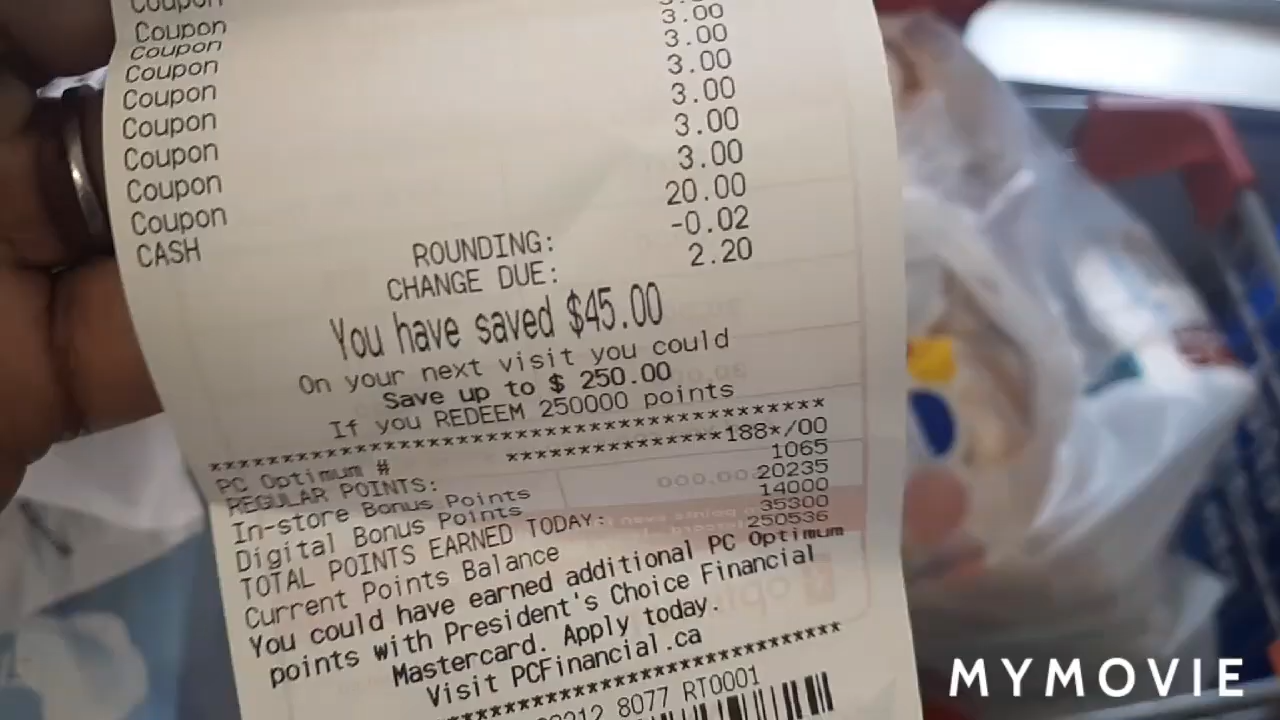 Coupon
Coupon
Coupon
Coupon 3.00
Coupon 3.00
Coupon 3.00
Coupon 3.00
Coupon 3.00
Coupon 3.00
CASH 20.00
ROUNDING: -0.02
CHANGE DUE: 2.20
You have saved $45.00
On your next visit you could
Save up to $ 250.00
If you REDEEM 250000 points
******************************************
PC Optimum # ***************188*/00
REGULAR POINTS: 1065
In-store Bonus Points 20235
Digital Bonus Points 14000
TOTAL POINTS EARNED TODAY: 35300
Current Points Balance 250536
You could have earned additional PC Optimum
points with President's Choice Financial
Mastercard. Apply today.
Visit PCFinancial.ca
******************************************
8077 RT0001
MYMOVIE